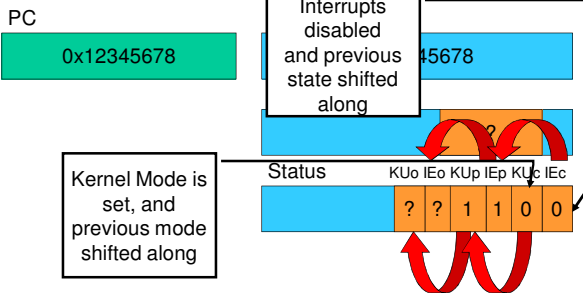 PC
0x12345678
Interrupts
disabled
and previous
state shifted
along
45678
?
Kernel Mode is
set, and
previous mode
shifted along
Status
KUo IEo KUp IEp KUc IEc
? ? 1 1 0 0